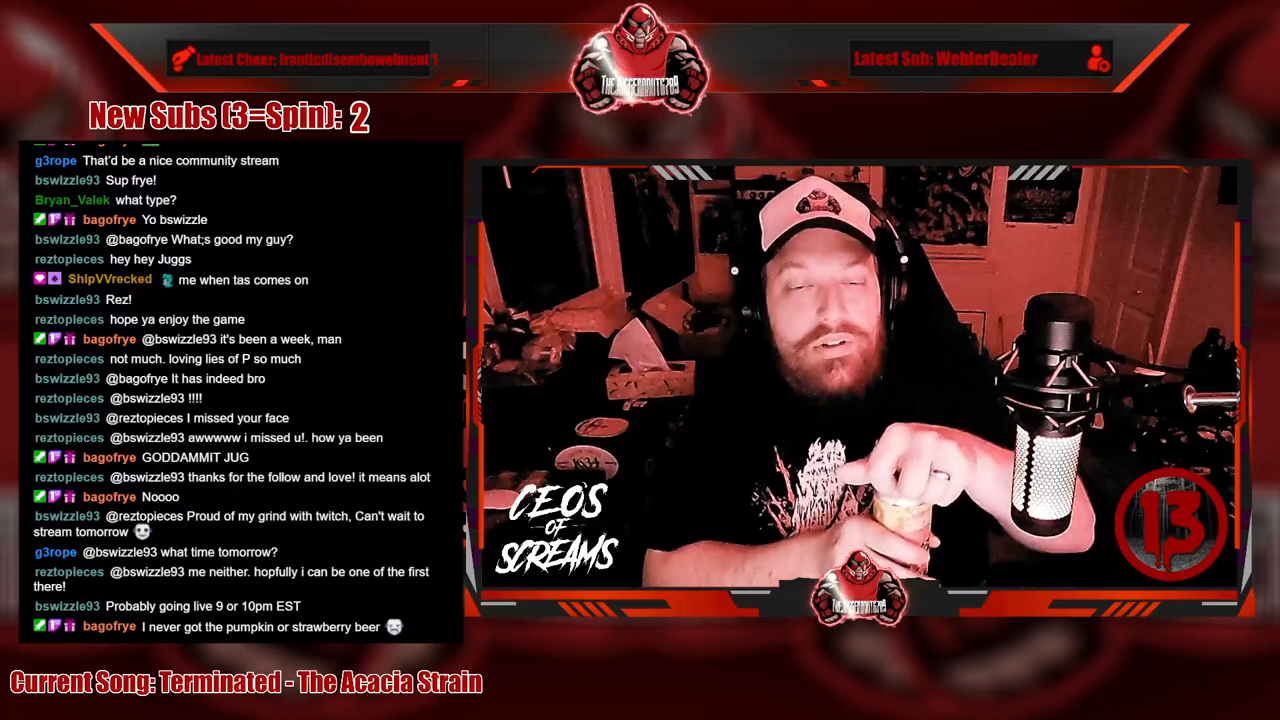 Latest Cheer: franticdisembowelment 1
THEJUGGERNAUT6789
Latest Sub: WehlerDealer
New Subs (3=Spin): 2
g3rope That'd be a nice community stream
bswizzle93 Sup frye!
Bryan_Valek what type?
bagofrye Yo bswizzle
bswizzle93 @bagofrye What;s good my guy?
reztopieces hey hey Juggs
ShipVVrecked me when tas comes on
bswizzle93 Rez!
reztopieces hope ya enjoy the game
bagofrye @bswizzle93 it's been a week, man
reztopieces not much. loving lies of P so much
bswizzle93 @bagofrye It has indeed bro
reztopieces @bswizzle93 !!!!
bswizzle93 @reztopieces I missed your face
reztopieces @bswizzle93 awwwww i missed u!. how ya been
bagofrye GODDAMMIT JUG
reztopieces @bswizzle93 thanks for the follow and love! it means alot
bagofrye Noooo
bswizzle93 @reztopieces Proud of my grind with twitch, Can't wait to
stream tomorrow
g3rope @bswizzle93 what time tomorrow?
reztopieces @bswizzle93 me neither. hopfully i can be one of the first
there!
bswizzle93 Probably going live 9 or 10pm EST
bagofrye I never got the pumpkin or strawberry beer
1634
CEO'S
OF
SCREAMS
13
Current Song: Terminated - The Acacia Strain